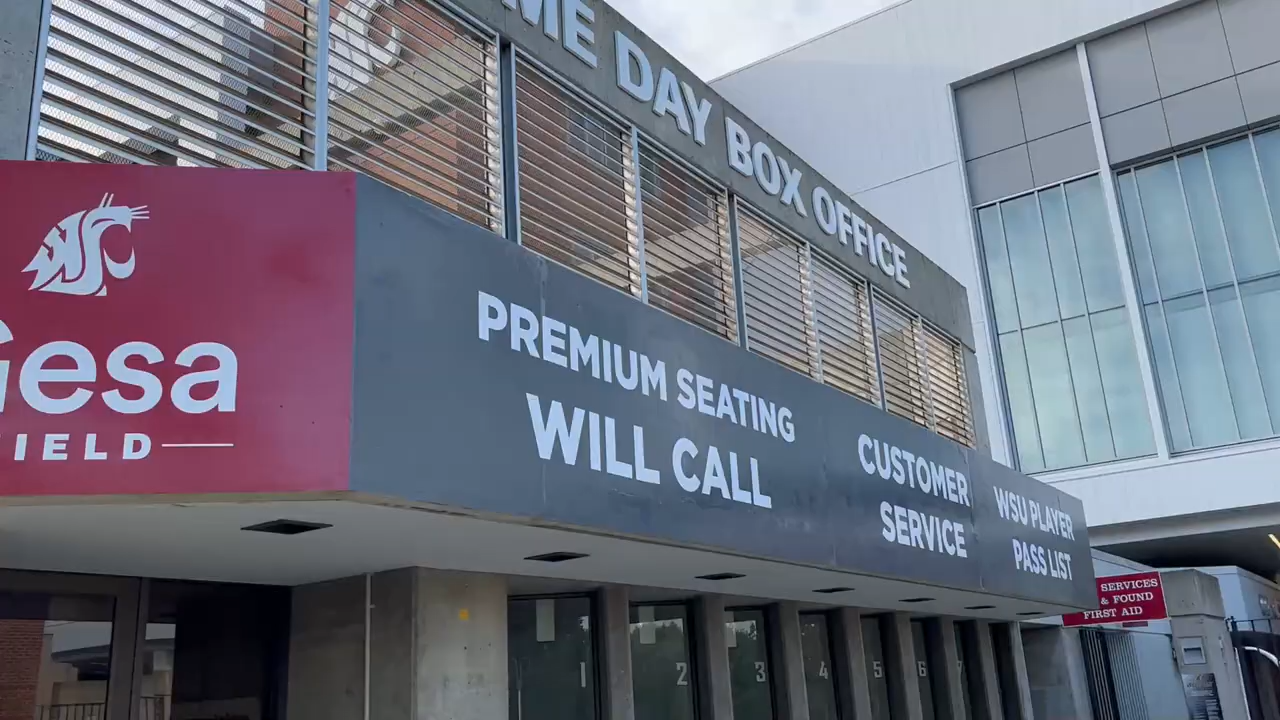 ME DAY BOX OFFICE
Gesa
IELD
PREMIUM SEATING
WILL CALL
CUSTOMER
SERVICE
WSU PLAYER
PASS LIST
SERVICES
& FOUND
FIRST AID
1
2
3
4
5
6
7